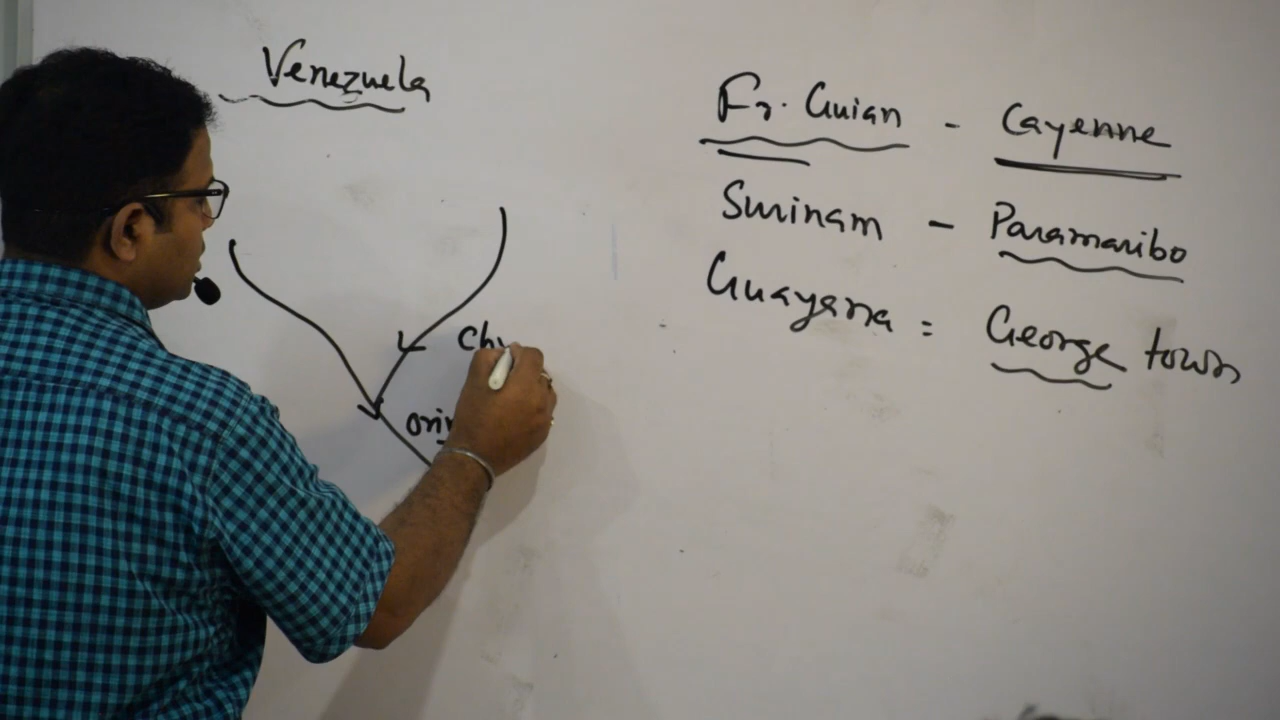 Venezuela
Fr. Guian - Cayenne
Surinam - Paramaribo
Guayana = George town